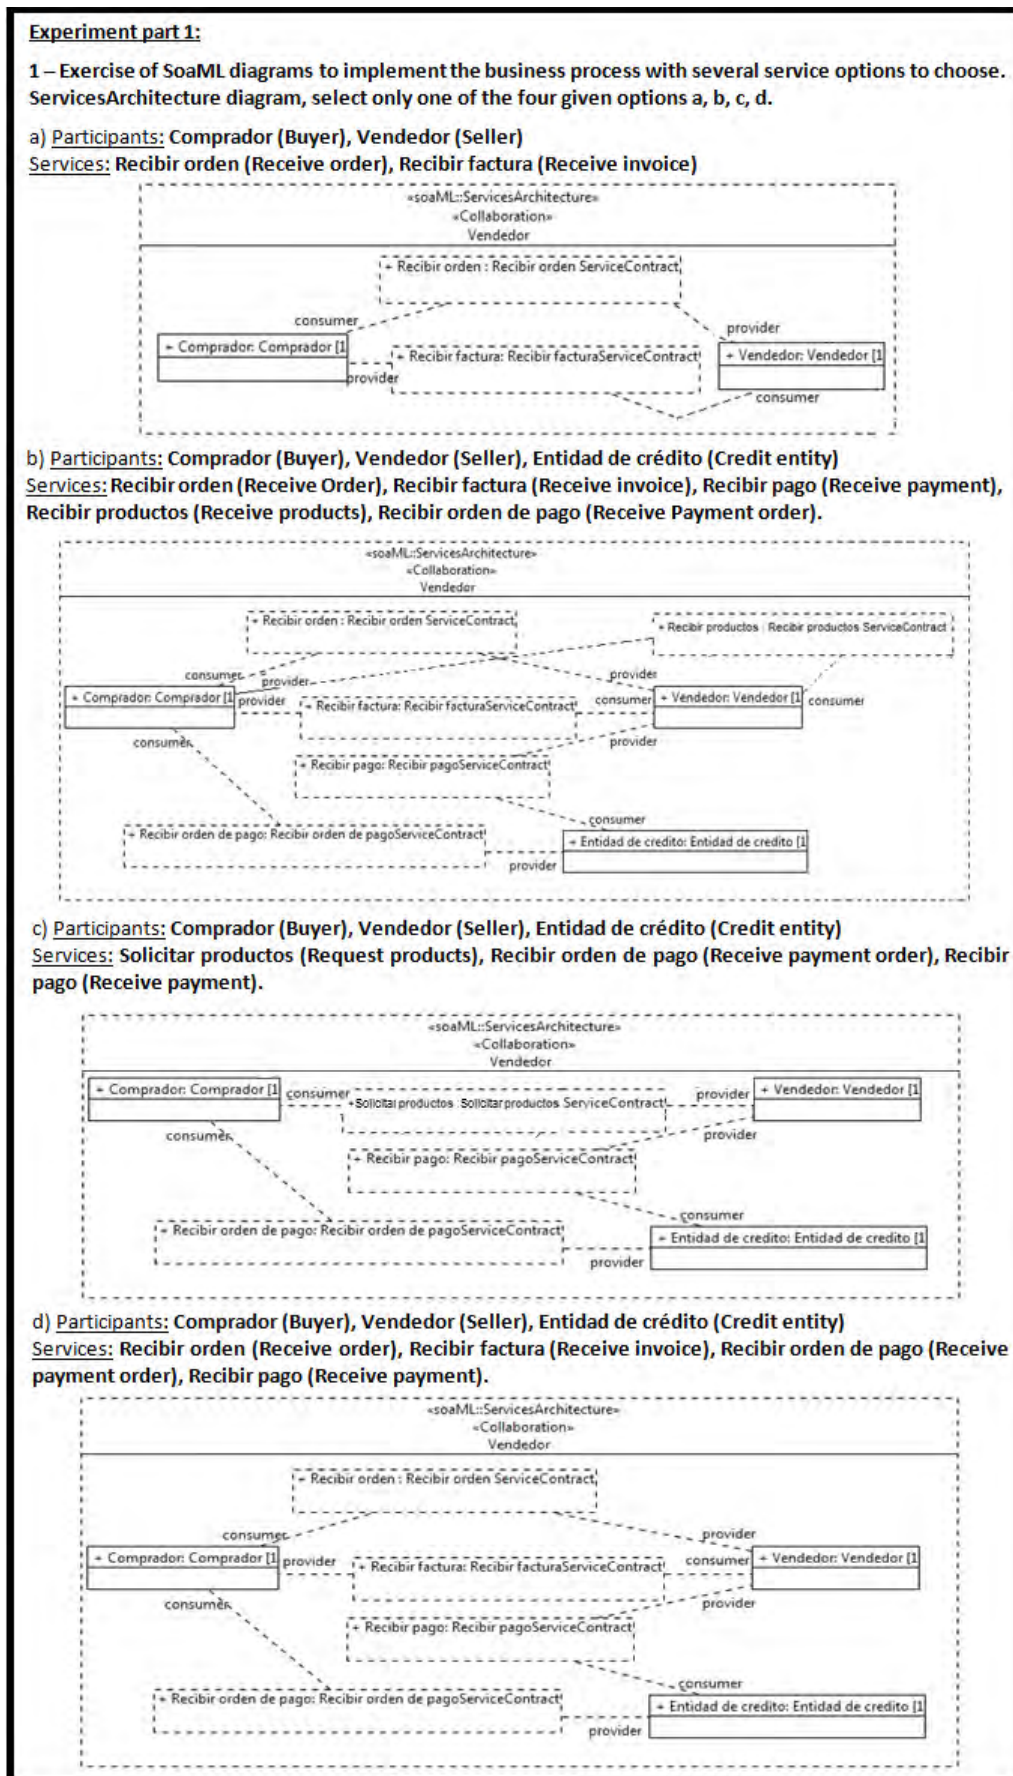 Experiment part 1:
1 – Exercise of SoaML diagrams to implement the business process with several service options to choose.
ServicesArchitecture diagram, select only one of the four given options a, b, c, d.
a) Participants: Comprador (Buyer), Vendedor (Seller)
Services: Recibir orden (Receive order), Recibir factura (Receive invoice)
«soaML::ServicesArchitecture»
«Collaboration»
Vendedor
+ Recibir orden : Recibir orden ServiceContract
consumer
provider
+ Comprador: Comprador [1
+ Recibir factura: Recibir facturaServiceContract
+ Vendedor: Vendedor [1
provider
consumer
b) Participants: Comprador (Buyer), Vendedor (Seller), Entidad de crédito (Credit entity)
Services: Recibir orden (Receive Order), Recibir factura (Receive invoice), Recibir pago (Receive payment),
Recibir productos (Receive products), Recibir orden de pago (Receive Payment order).
«soaML::ServicesArchitecture»
«Collaboration»
Vendedor
+ Recibir orden : Recibir orden ServiceContract
+ Recibir productos : Recibir productos ServiceContract
consumer
provider
provider
+ Comprador: Comprador [1
provider
+ Recibir factura: Recibir facturaServiceContract
consumer
+ Vendedor: Vendedor [1
consumer
consumer
provider
+ Recibir pago: Recibir pagoServiceContract
consumer
+ Recibir orden de pago: Recibir orden de pagoServiceContract
+ Entidad de credito: Entidad de credito [1
provider
c) Participants: Comprador (Buyer), Vendedor (Seller), Entidad de crédito (Credit entity)
Services: Solicitar productos (Request products), Recibir orden de pago (Receive payment order), Recibir
pago (Receive payment).
«soaML::ServicesArchitecture»
«Collaboration»
Vendedor
+ Comprador: Comprador [1
consumer
+Solicitar productos :Solicitar productos ServiceContract
provider
+ Vendedor: Vendedor [1
consumer
provider
+ Recibir pago: Recibir pagoServiceContract
consumer
+ Recibir orden de pago: Recibir orden de pagoServiceContract
+ Entidad de credito: Entidad de credito [1
provider
d) Participants: Comprador (Buyer), Vendedor (Seller), Entidad de crédito (Credit entity)
Services: Recibir orden (Receive order), Recibir factura (Receive invoice), Recibir orden de pago (Receive
payment order), Recibir pago (Receive payment).
«soaML::ServicesArchitecture»
«Collaboration»
Vendedor
+ Recibir orden : Recibir orden ServiceContract
consumer
provider
+ Comprador: Comprador [1
provider
+ Recibir factura: Recibir facturaServiceContract
consumer
+ Vendedor: Vendedor [1
consumer
provider
+ Recibir pago: Recibir pagoServiceContract
consumer
+ Recibir orden de pago: Recibir orden de pagoServiceContract
+ Entidad de credito: Entidad de credito [1
provider